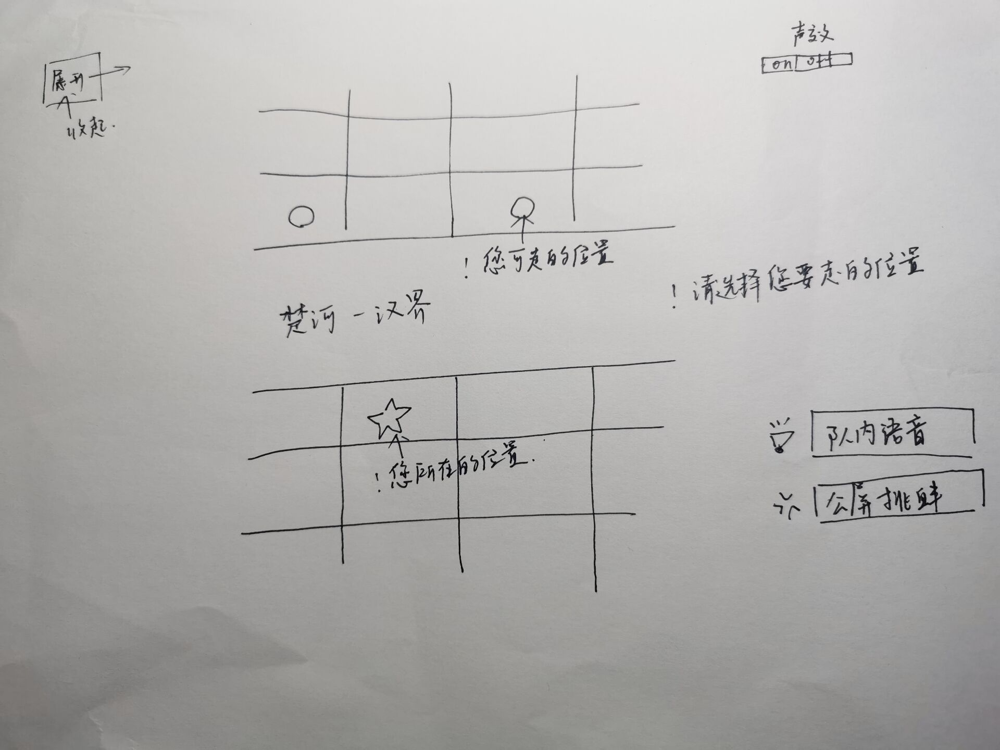 声效
on off
展开
收起.
！您可走的位置
！请选择您要走的位置
楚河-汉界
！您所在的位置.
队内语音
公屏挑衅